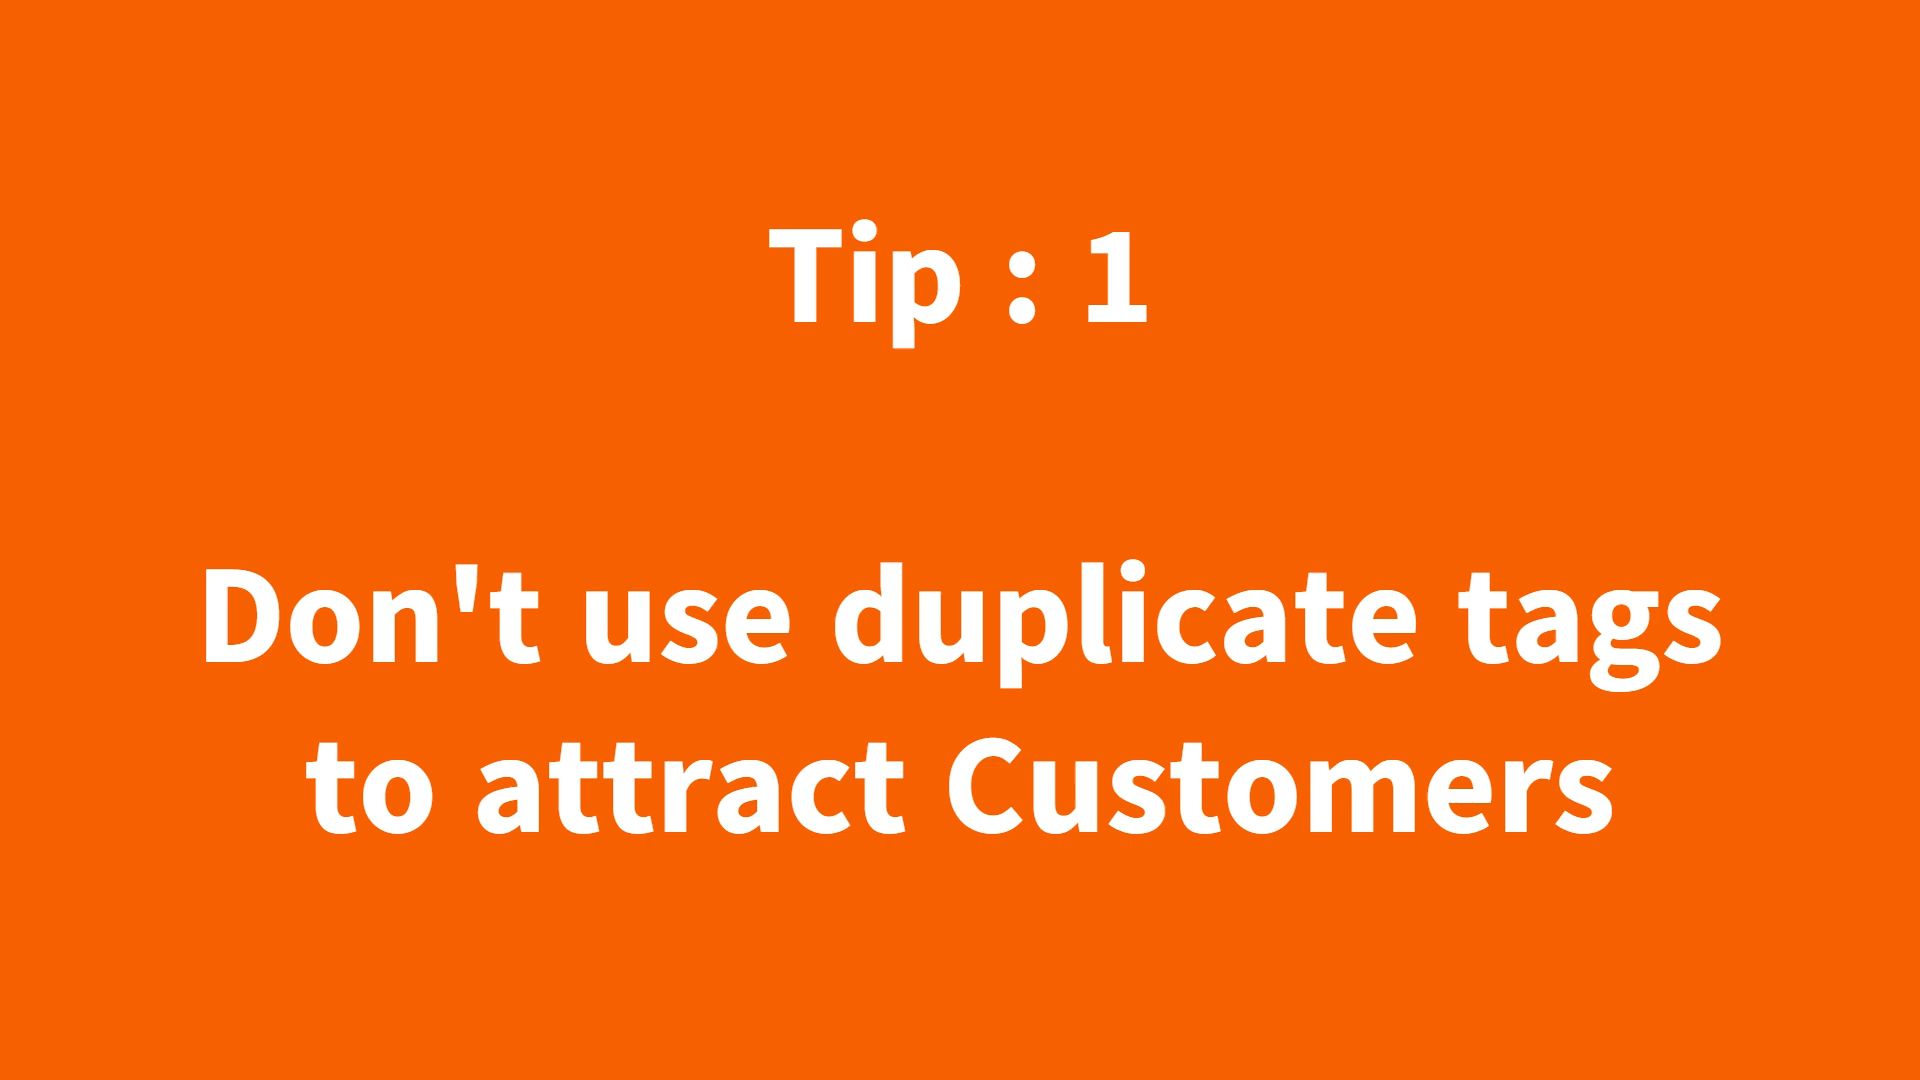 Tip : 1
Don't use duplicate tags
to attract Customers